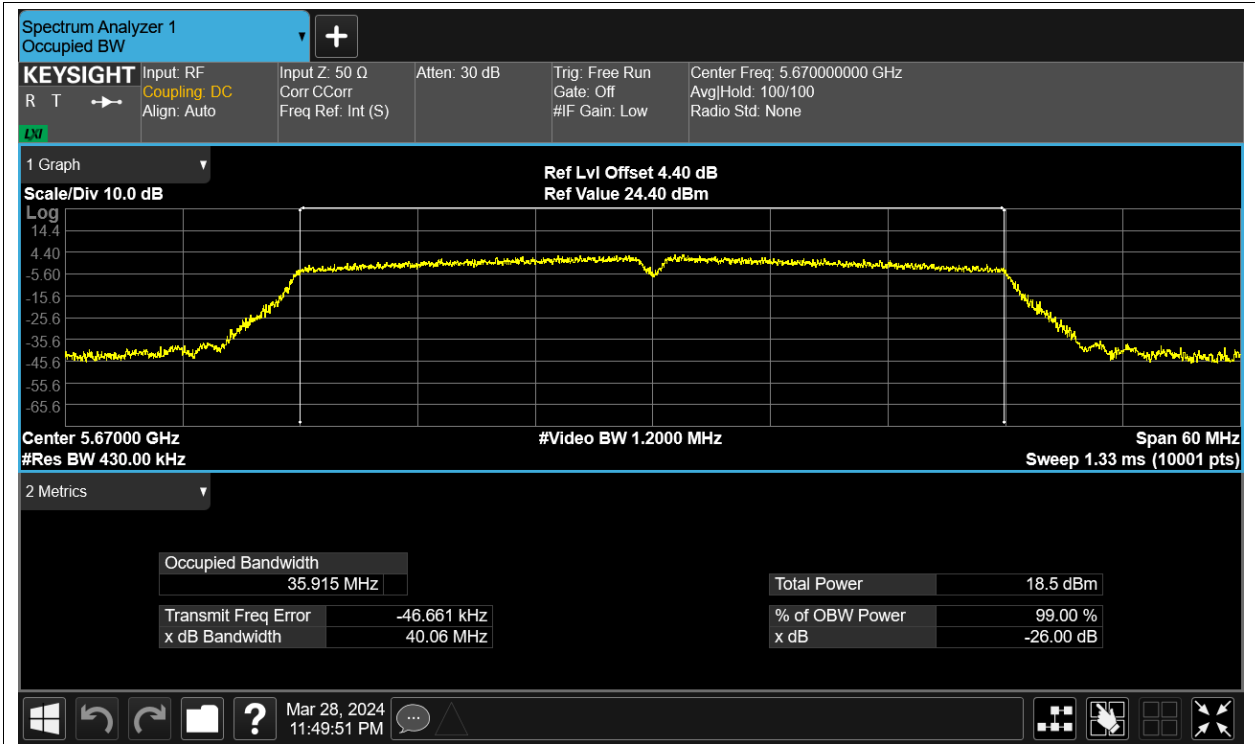 Spectrum Analyzer 1
Occupied BW
KEYSIGHT
R T
LXI
Input: RF
Coupling: DC
Align: Auto
Input Z: 50 Ω
Corr CCorr
Freq Ref: Int (S)
Atten: 30 dB
Trig: Free Run
Gate: Off
#IF Gain: Low
Center Freq: 5.670000000 GHz
Avg|Hold: 100/100
Radio Std: None
1 Graph
Scale/Div 10.0 dB
Ref Lvl Offset 4.40 dB
Ref Value 24.40 dBm
Log
14.4
4.40
-5.60
-15.6
-25.6
-35.6
-45.6
-55.6
-65.6
Center 5.67000 GHz
#Res BW 430.00 kHz
#Video BW 1.2000 MHz
Span 60 MHz
Sweep 1.33 ms (10001 pts)
2 Metrics
Occupied Bandwidth
35.915 MHz
Transmit Freq Error -46.661 kHz
x dB Bandwidth 40.06 MHz
Total Power 18.5 dBm
% of OBW Power 99.00 %
x dB -26.00 dB
?
Mar 28, 2024
11:49:51 PM